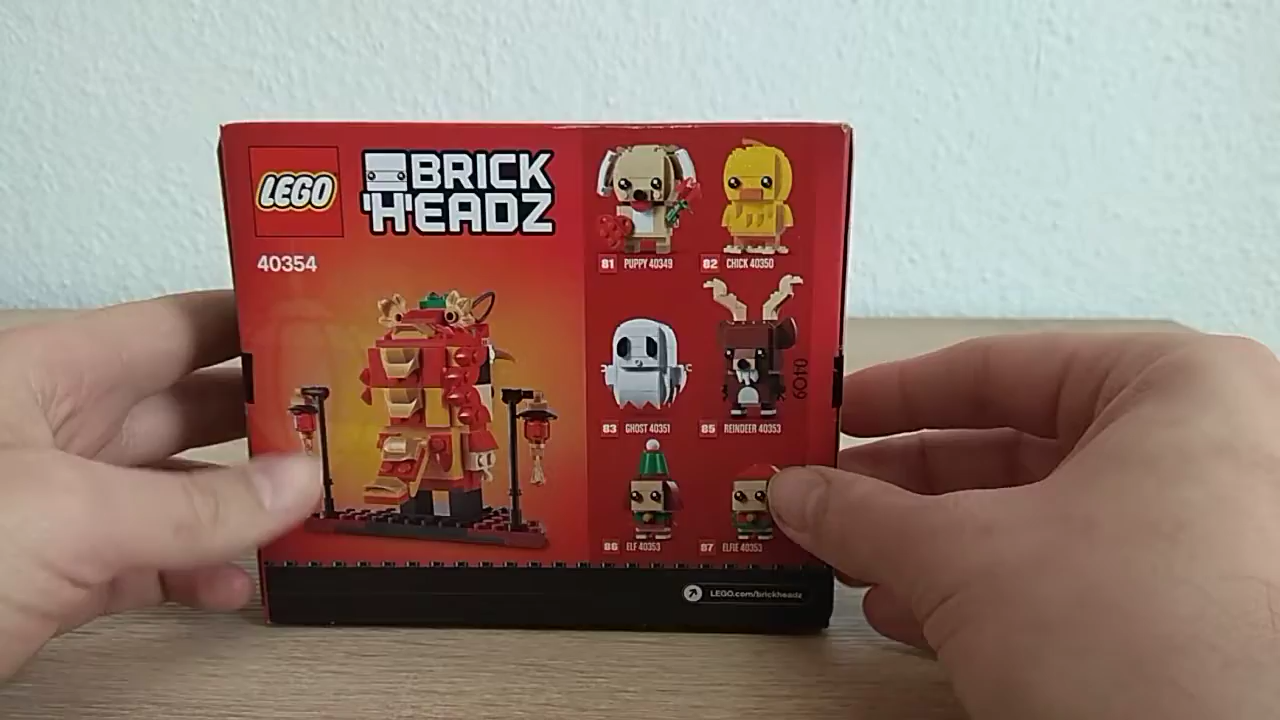 LEGO
BRICK
HEADZ
40354
81 PUPPY 40349
82 CHICK 40350
83 GHOST 40351
85 REINDEER 40353
86 ELF 40353
87 ELFIE 40353
04O9
LEGO.com/brickheadz